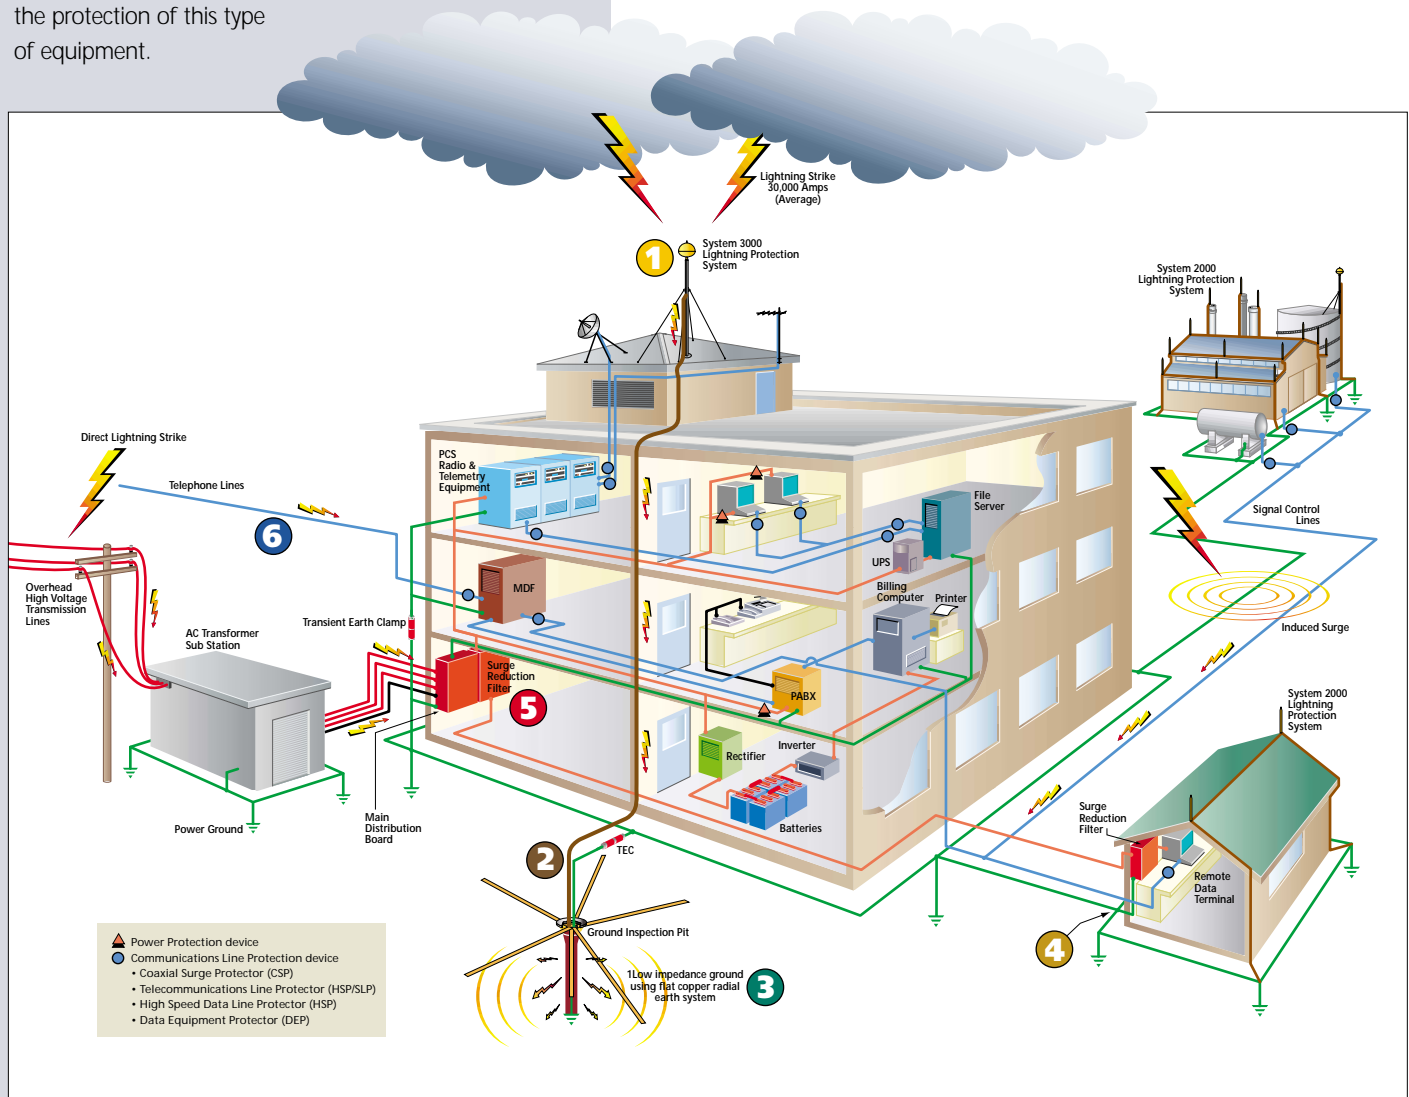 the protection of this type
of equipment.
Lightning Strike
30,000 Amps
(Average)
1
System 3000
Lightning Protection
System
System 2000
Lightning Protection
System
Direct Lightning Strike
Telephone Lines
6
PCS
Radio &
Telemetry
Equipment
File
Server
Signal Control
Lines
UPS
Overhead
High Voltage
Transmission
Lines
MDF
Billing
Computer
Printer
Transient Earth Clamp
Induced Surge
AC Transformer
Sub Station
Surge
Reduction
Filter
5
PABX
System 2000
Lightning
Protection
System
Rectifier
Inverter
Batteries
Power Ground
Main
Distribution
Board
Surge
Reduction
Filter
2
TEC
Remote
Data
Terminal
Ground Inspection Pit
4
1Low impedance ground
using flat copper radial
earth system
3
Power Protection device
Communications Line Protection device
• Coaxial Surge Protector (CSP)
• Telecommunications Line Protector (HSP/SLP)
• High Speed Data Line Protector (HSP)
• Data Equipment Protector (DEP)